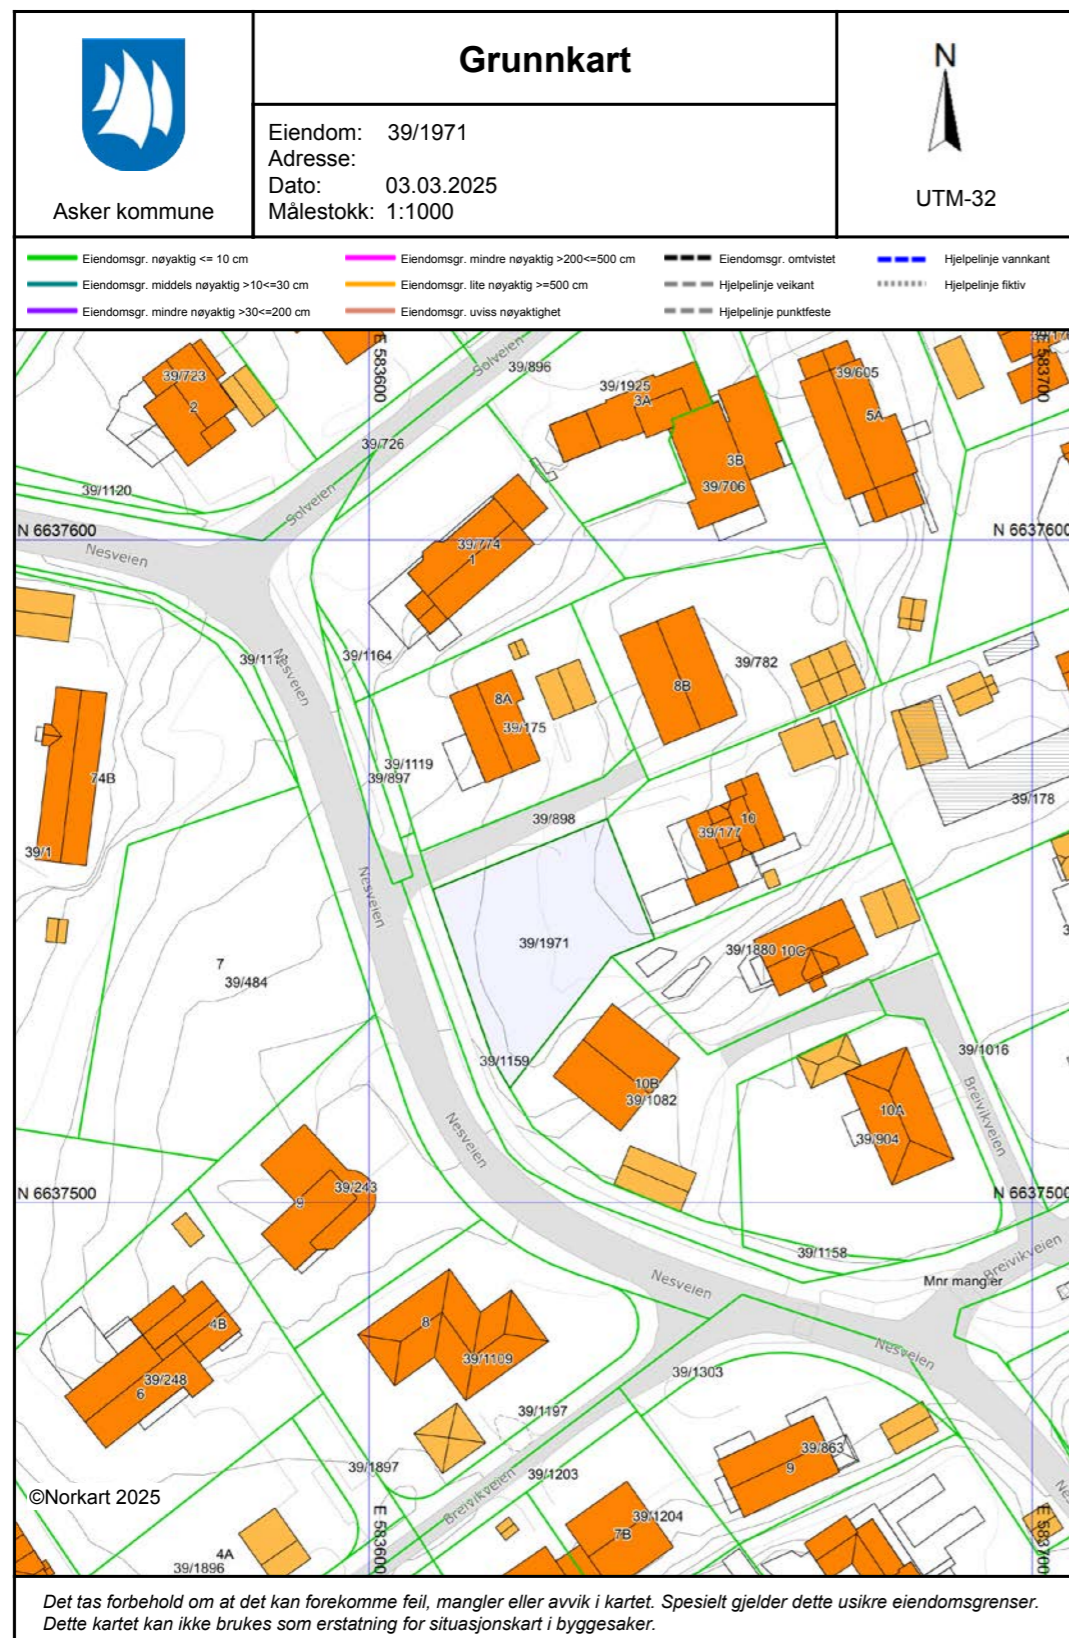 Grunnkart
N
Asker kommune
Eiendom: 39/1971
Adresse:
Dato: 03.03.2025
Målestokk: 1:1000
UTM-32
Eiendomsgr. nøyaktig <= 10 cm
Eiendomsgr. middels nøyaktig >10<=30 cm
Eiendomsgr. mindre nøyaktig >30<=200 cm
Eiendomsgr. mindre nøyaktig >200<=500 cm
Eiendomsgr. lite nøyaktig >=500 cm
Eiendomsgr. uviss nøyaktighet
Eiendomsgr. omtvistet
Hjelpelinje veikant
Hjelpelinje punktfeste
Hjelpelinje vannkant
Hjelpelinje fiktiv
E 583600
E 583700
Solveien
39/896
39/723
2
39/1925
3A
39/605
5A
39/726
3B
39/706
39/1120
Solveien
N 6637600
N 6637600
Nesveien
39/774
1
39/1164
Nesveien
39/782
8B
8A
39/175
74B
39/1119
39/897
39/178
39/898
16
39/177
39/1
Nesveien
39/1971
39/1880
10C
7
39/484
39/1159
39/1016
10B
39/1082
10A
39/904
Breivikveien
Nesveien
39/243
9
N 6637500
N 6637500
39/1158
Breivikveien
Mnr mangler
Nesveien
Nesveien
4B
8
39/1109
39/248
6
39/1303
39/1197
39/863
9
39/1897
39/1203
Breivikveien
©Norkart 2025
39/1204
7B
E 583600
E 583700
4A
39/1896
Det tas forbehold om at det kan forekomme feil, mangler eller avvik i kartet. Spesielt gjelder dette usikre eiendomsgrenser.
Dette kartet kan ikke brukes som erstatning for situasjonskart i byggesaker.